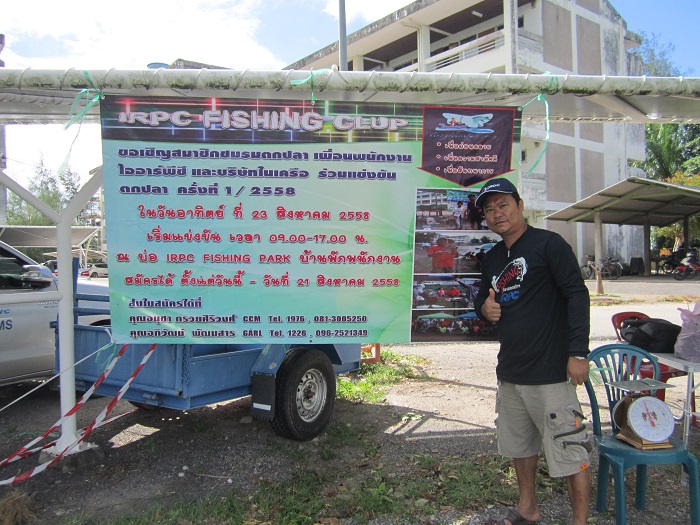 IRPC FISHING CLUP
ขอเชิญสมาชิกชมรมตกปลา เพื่อนพนักงาน
ไออาร์พีซี และบริษัทในเครือ ร่วมแข่งขัน
ตกปลา ครั้งที่ 1/2558
ในวันอาทิตย์ ที่ 23 สิงหาคม 2558
เริ่มแข่งขัน เวลา 09.00-17.00 น.
ณ บ่อ IRPC FISHING PARK บ้านพักพนักงาน
สมัครได้ ตั้งแต่วันนี้ - วันที่ 21 สิงหาคม 2558
ส่งใบสมัครได้ที่
CCM Tel. 1976 , 081-3005250
GARL Tel. 1226 , 096-2521349
FISHING
MS